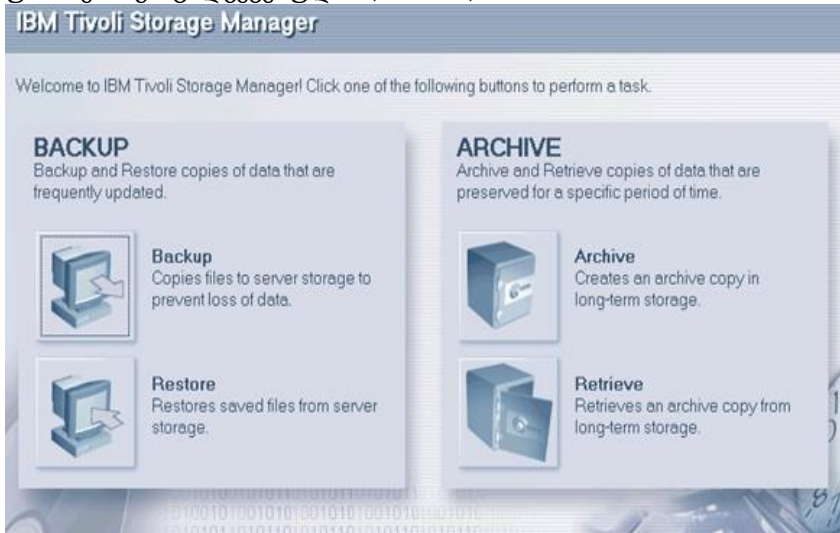 IBM Tivoli Storage Manager
Welcome to IBM Tivoli Storage Manager! Click one of the following buttons to perform a task.
BACKUP
Backup and Restore copies of data that are
frequently updated.
Backup
Copies files to server storage to
prevent loss of data.
Restore
Restores saved files from server
storage.
ARCHIVE
Archive and Retrieve copies of data that are
preserved for a specific period of time.
Archive
Creates an archive copy in
long-term storage.
Retrieve
Retrieves an archive copy from
long-term storage.